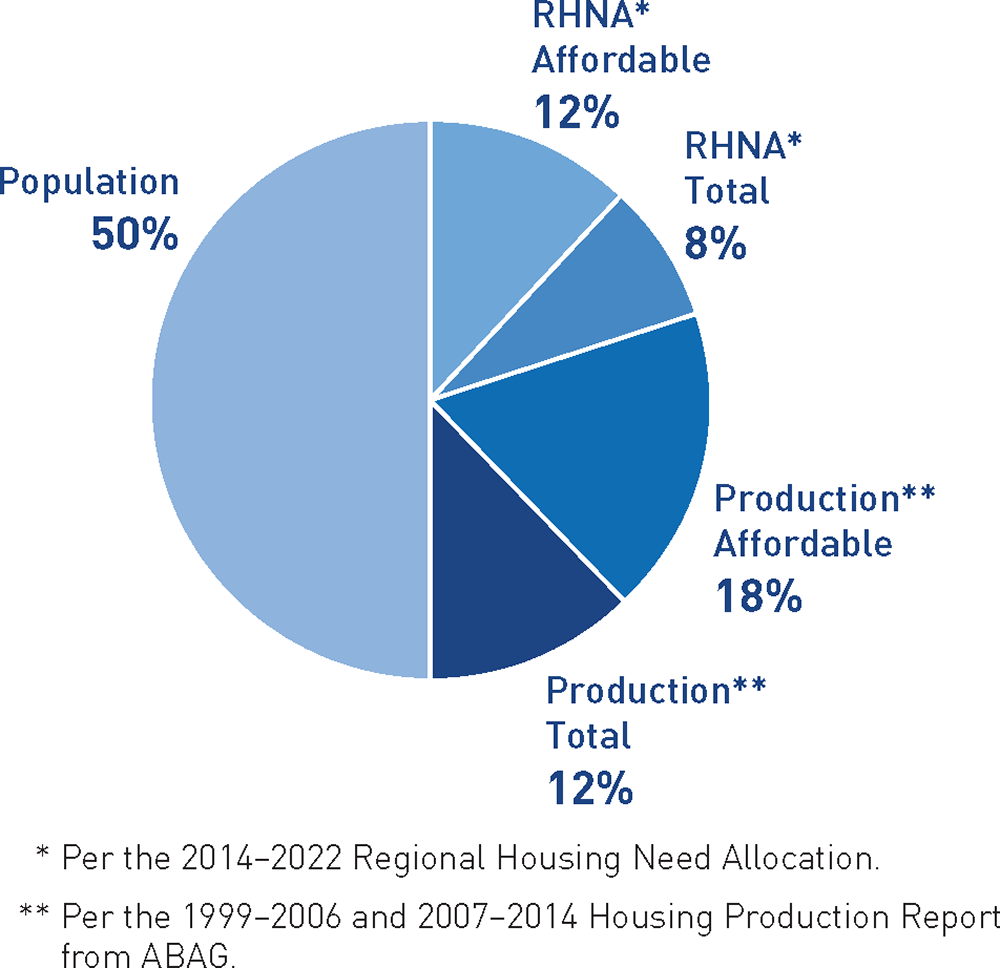 RHNA*
Affordable
12%
RHNA*
Total
8%
Population
50%
Production**
Affordable
18%
Production**
Total
12%
* Per the 2014–2022 Regional Housing Need Allocation.
** Per the 1999–2006 and 2007–2014 Housing Production Report
from ABAG.